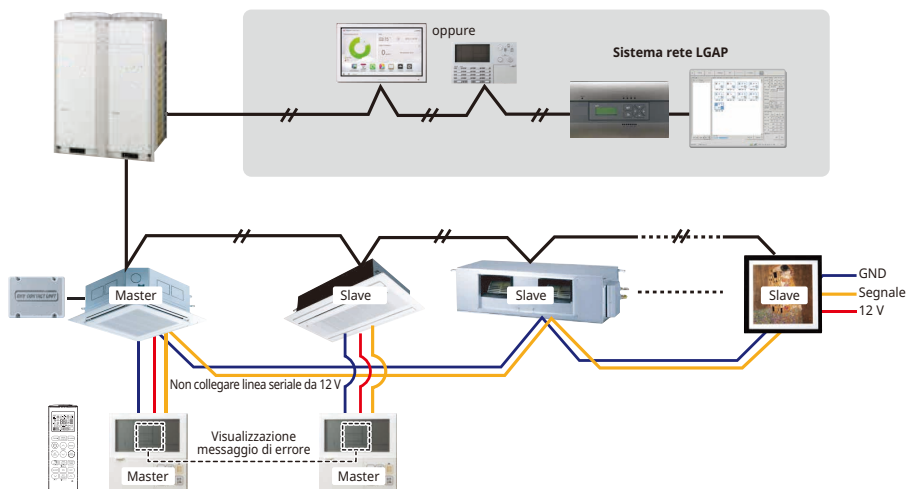 oppure
Sistema rete LGAP
Master
Slave
Slave
Slave
GND
Segnale
12 V
Non collegare linea seriale da 12 V
Visualizzazione
messaggio di errore
Master
Master